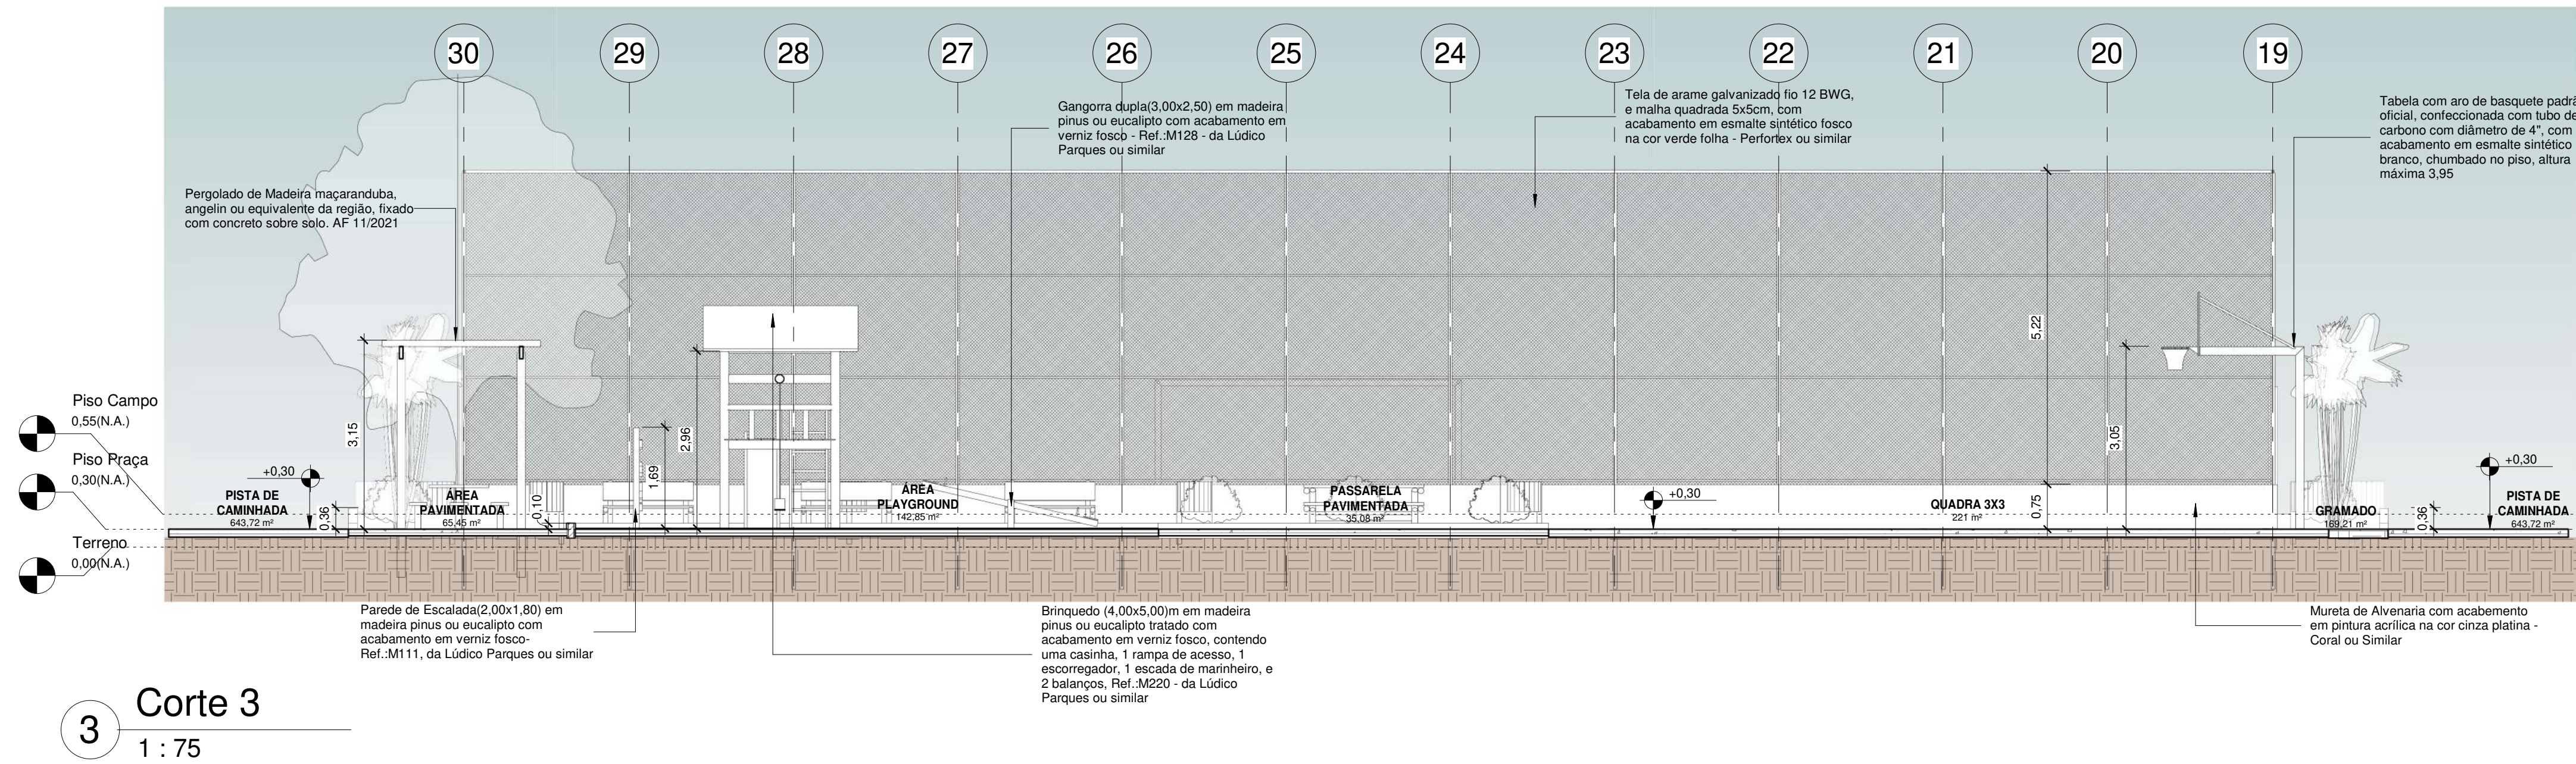 30
29
28
27
26
25
24
23
22
21
20
19
Gangorra dupla(3,00x2,50) em madeira
pinus ou eucalipto com acabamento em
verniz fosco - Ref.:M128 - da Lúdico
Parques ou similar
Tela de arame galvanizado fio 12 BWG,
e malha quadrada 5x5cm, com
acabamento em esmalte sintético fosco
na cor verde folha - Perfortex ou similar
Tabela com aro de basquete padrã
oficial, confeccionada com tubo de
carbono com diâmetro de 4", com
acabamento em esmalte sintético
branco, chumbado no piso, altura
máxima 3,95
Pergolado de Madeira maçaranduba,
angelin ou equivalente da região, fixado
com concreto sobre solo. AF 11/2021
Piso Campo
0,55(N.A.)
Piso Praça
0,30(N.A.)
Terreno
0,00(N.A.)
+0,30
PISTA DE
CAMINHADA
643,72 m²
0,36
3,15
ÁREA
PAVIMENTADA
65,45 m²
0,10
1,69
2,96
ÁREA
PLAYGROUND
142,85 m²
PASSARELA
PAVIMENTADA
35,08 m²
+0,30
QUADRA 3X3
221 m²
5,22
0,75
3,05
GRAMADO
169,21 m²
0,36
+0,30
PISTA DE
CAMINHADA
643,72 m²
Parede de Escalada(2,00x1,80) em
madeira pinus ou eucalipto com
acabamento em verniz fosco-
Ref.:M111, da Lúdico Parques ou similar
Brinquedo (4,00x5,00)m em madeira
pinus ou eucalipto tratado com
acabamento em verniz fosco, contendo
uma casinha, 1 rampa de acesso, 1
escorregador, 1 escada de marinheiro, e
2 balanços, Ref.:M220 - da Lúdico
Parques ou similar
Mureta de Alvenaria com acabemento
em pintura acrílica na cor cinza platina -
Coral ou Similar
3
Corte 3
1 : 75